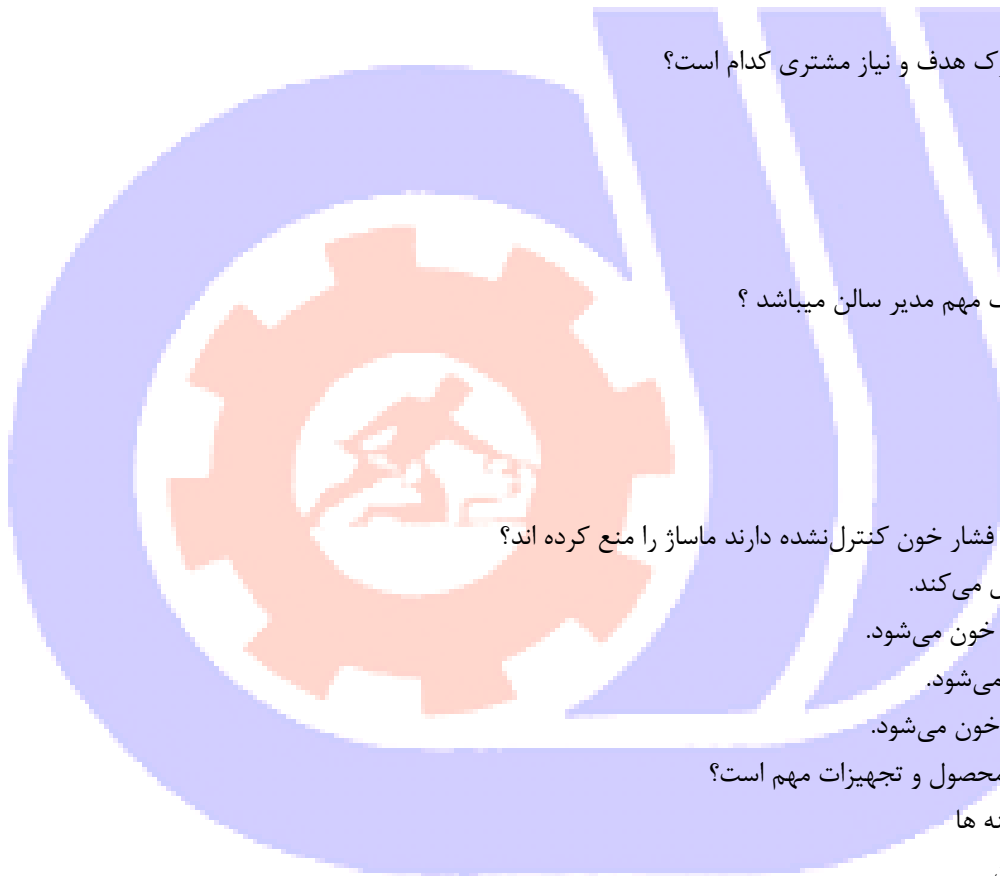 هدف و نیاز مشتری کدام است؟
مهم مدیر سالن میباشد ؟
فشار خون کنترل‌نشده دارند ماساژ را منع کرده اند؟
می‌کند.
خون می‌شود.
می‌شود.
خون می‌شود.
محصول و تجهیزات مهم است؟
ها